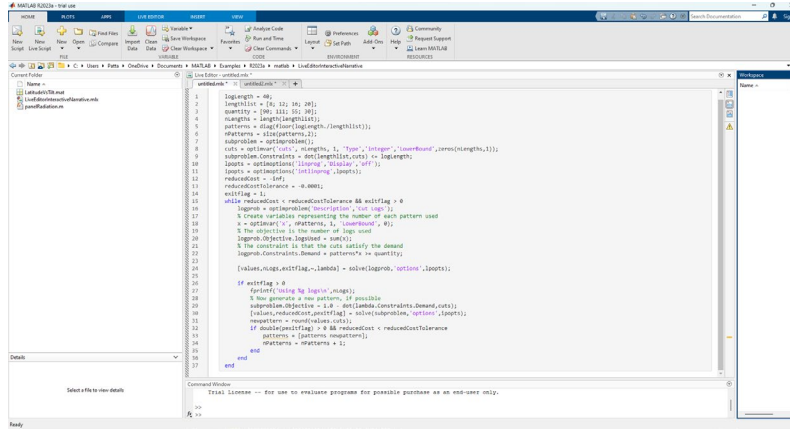 MATLAB R2023a - trial use
HOME PLOTS APPS LIVE EDITOR INSERT VIEW
Search Documentation
New Script
New Live Script
New
Open
Find Files
Compare
Import Data
Clean Data
Variable
Save Workspace
Clear Workspace
Favorites
Analyze Code
Run and Time
Clear Commands
Layout
Preferences
Set Path
Add-Ons
Help
Community
Request Support
Learn MATLAB
FILE VARIABLE CODE ENVIRONMENT RESOURCES
C: Users Patta OneDrive Documents MATLAB Examples R2023a matlab LiveEditorInteractiveNarrative
Current Folder
Name
LatitudeVsTilt.mat
LiveEditorInteractiveNarrative.mlx
panelRadiation.m
Details
Select a file to view details
Live Editor - untitled.mlx *
untitled.mlx * untitled2.mlx *
1 logLength = 40;
2 lengthlist = [8; 12; 16; 20];
3 quantity = [90; 111; 55; 30];
4 nLengths = length(lengthlist);
5 patterns = diag(floor(logLength./lengthlist));
6 nPatterns = size(patterns,2);
7 subproblem = optimproblem();
8 cuts = optimvar('cuts', nLengths, 1, 'Type','integer','LowerBound',zeros(nLengths,1));
9 subproblem.Constraints = dot(lengthlist,cuts) <= logLength;
10 lpopts = optimoptions('linprog','Display','off');
11 ipopts = optimoptions('intlinprog',lpopts);
12 reducedCost = -inf;
13 reducedCostTolerance = -0.0001;
14 exitflag = 1;
15 while reducedCost < reducedCostTolerance && exitflag > 0
16 logprob = optimproblem('Description','Cut Logs');
17 % Create variables representing the number of each pattern used
18 x = optimvar('x', nPatterns, 1, 'LowerBound', 0);
19 % The objective is the number of logs used
20 logprob.Objective.logsUsed = sum(x);
21 % The constraint is that the cuts satisfy the demand
22 logprob.Constraints.Demand = patterns*x >= quantity;
23
24 [values,nLogs,exitflag,~,lambda] = solve(logprob,'options',lpopts);
25
26 if exitflag > 0
27 fprintf('Using %g logs\n',nLogs);
28 % Now generate a new pattern, if possible
29 subproblem.Objective = 1.0 - dot(lambda.Constraints.Demand,cuts);
30 [values,reducedCost,pexitflag] = solve(subproblem,'options',ipopts);
31 newpattern = round(values.cuts);
32 if double(pexitflag) > 0 && reducedCost < reducedCostTolerance
33 patterns = [patterns newpattern];
34 nPatterns = nPatterns + 1;
35 end
36 end
37 end
Command Window
Trial License -- for use to evaluate programs for possible purchase as an end-user only.
>>
fx >>
Workspace
Name
Ready